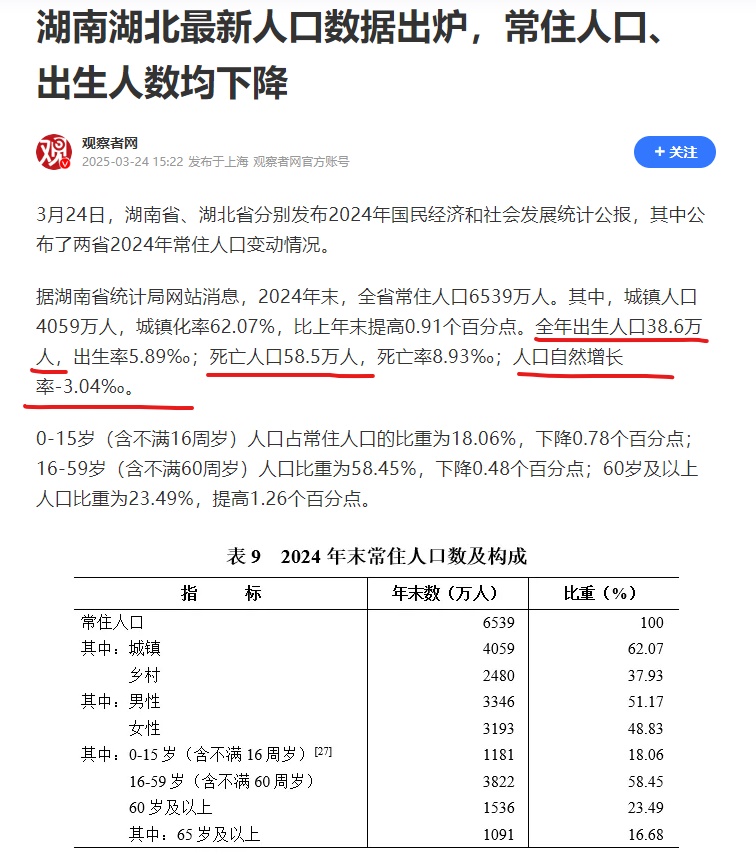 湖南湖北最新人口数据出炉，常住人口、
出生人数均下降
观
观察者网
2025-03-24 15:22 发布于上海 观察者网官方账号
+ 关注
3月24日，湖南省、湖北省分别发布2024年国民经济和社会发展统计公报，其中公
布了两省2024年常住人口变动情况。
据湖南省统计局网站消息，2024年末，全省常住人口6539万人。其中，城镇人口
4059万人，城镇化率62.07%，比上年末提高0.91个百分点。全年出生人口38.6万
人，出生率5.89‰；死亡人口58.5万人，死亡率8.93‰；人口自然增长
率-3.04‰。
0-15岁（含不满16周岁）人口占常住人口的比重为18.06%，下降0.78个百分点；
16-59岁（含不满60周岁）人口比重为58.45%，下降0.48个百分点；60岁及以上
人口比重为23.49%，提高1.26个百分点。
表 9 2024 年末常住人口数及构成
指 标 年末数（万人） 比重（%）
常住人口 6539 100
其中：城镇 4059 62.07
乡村 2480 37.93
其中：男性 3346 51.17
女性 3193 48.83
其中：0-15 岁（含不满 16 周岁）[27] 1181 18.06
16-59 岁（含不满 60 周岁） 3822 58.45
60 岁及以上 1536 23.49
其中：65 岁及以上 1091 16.68